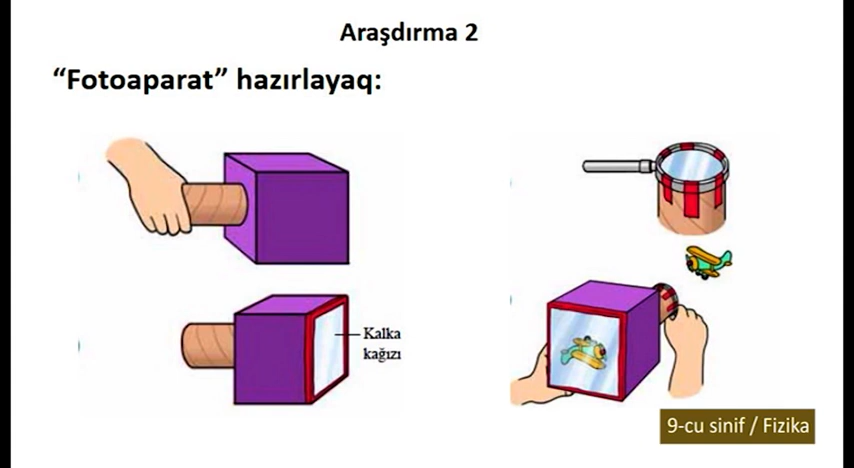 Araşdırma 2
“Fotoaparat” hazırlayaq:
Kalka
kağızı
9-cu sinif / Fizika